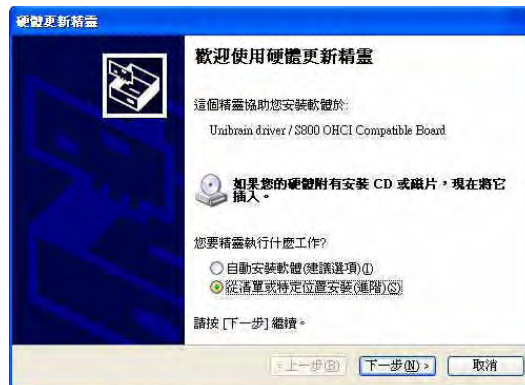 硬體更新精靈
歡迎使用硬體更新精靈
這個精靈協助您安裝軟體於:
Unibrain driver / S800 OHCI Compatible Board
如果您的硬體附有安裝 CD 或磁片，現在將它
插入。
您要精靈執行什麼工作?
自動安裝軟體(建議選項)(I)
從清單或特定位置安裝(進階)(S)
請按 [下一步] 繼續。
<上一步(B)
下一步(N) >
取消